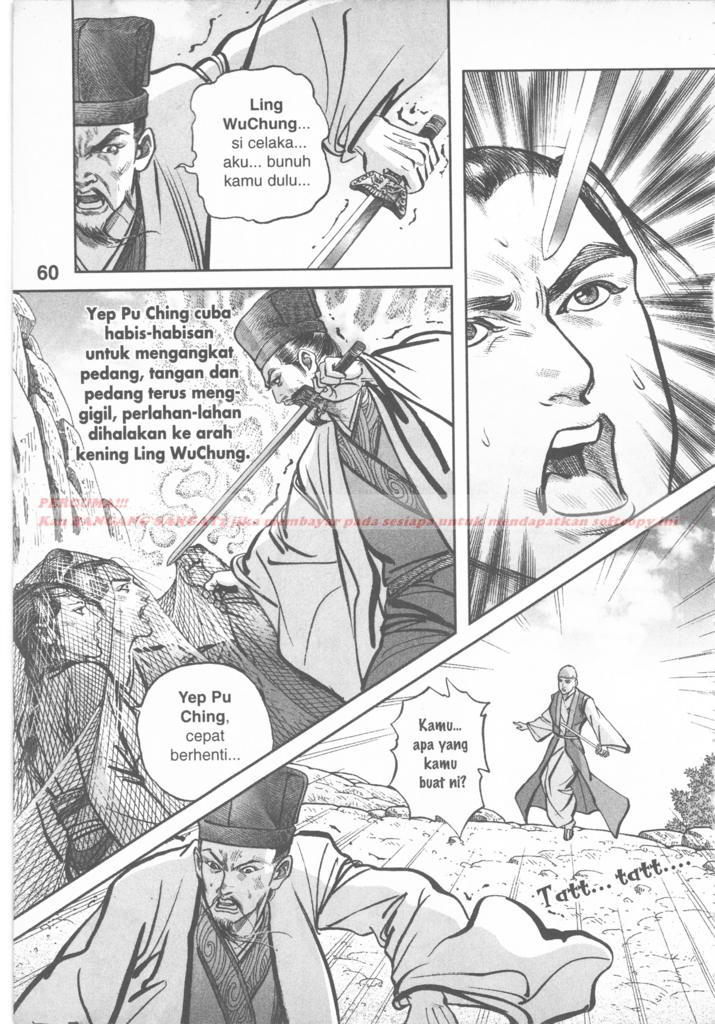 Ling
WuChung...
si celaka...
aku... bunuh
kamu dulu...
60
Yep Pu Ching cuba
habis-habisan
untuk mengangkat
pedang, tangan dan
pedang terus meng-
gigil, perlahan-lahan
dihalakan ke arah
kening Ling WuChung.
PERCUMA!!!
Kau JANGANG SANGAT2 jika membayar pada sesiapa untuk mendapatkan softcopy ini
Yep Pu
Ching,
cepat
berhenti...
Kamu...
apa yang
kamu
buat ni?
Tatt... tatt....